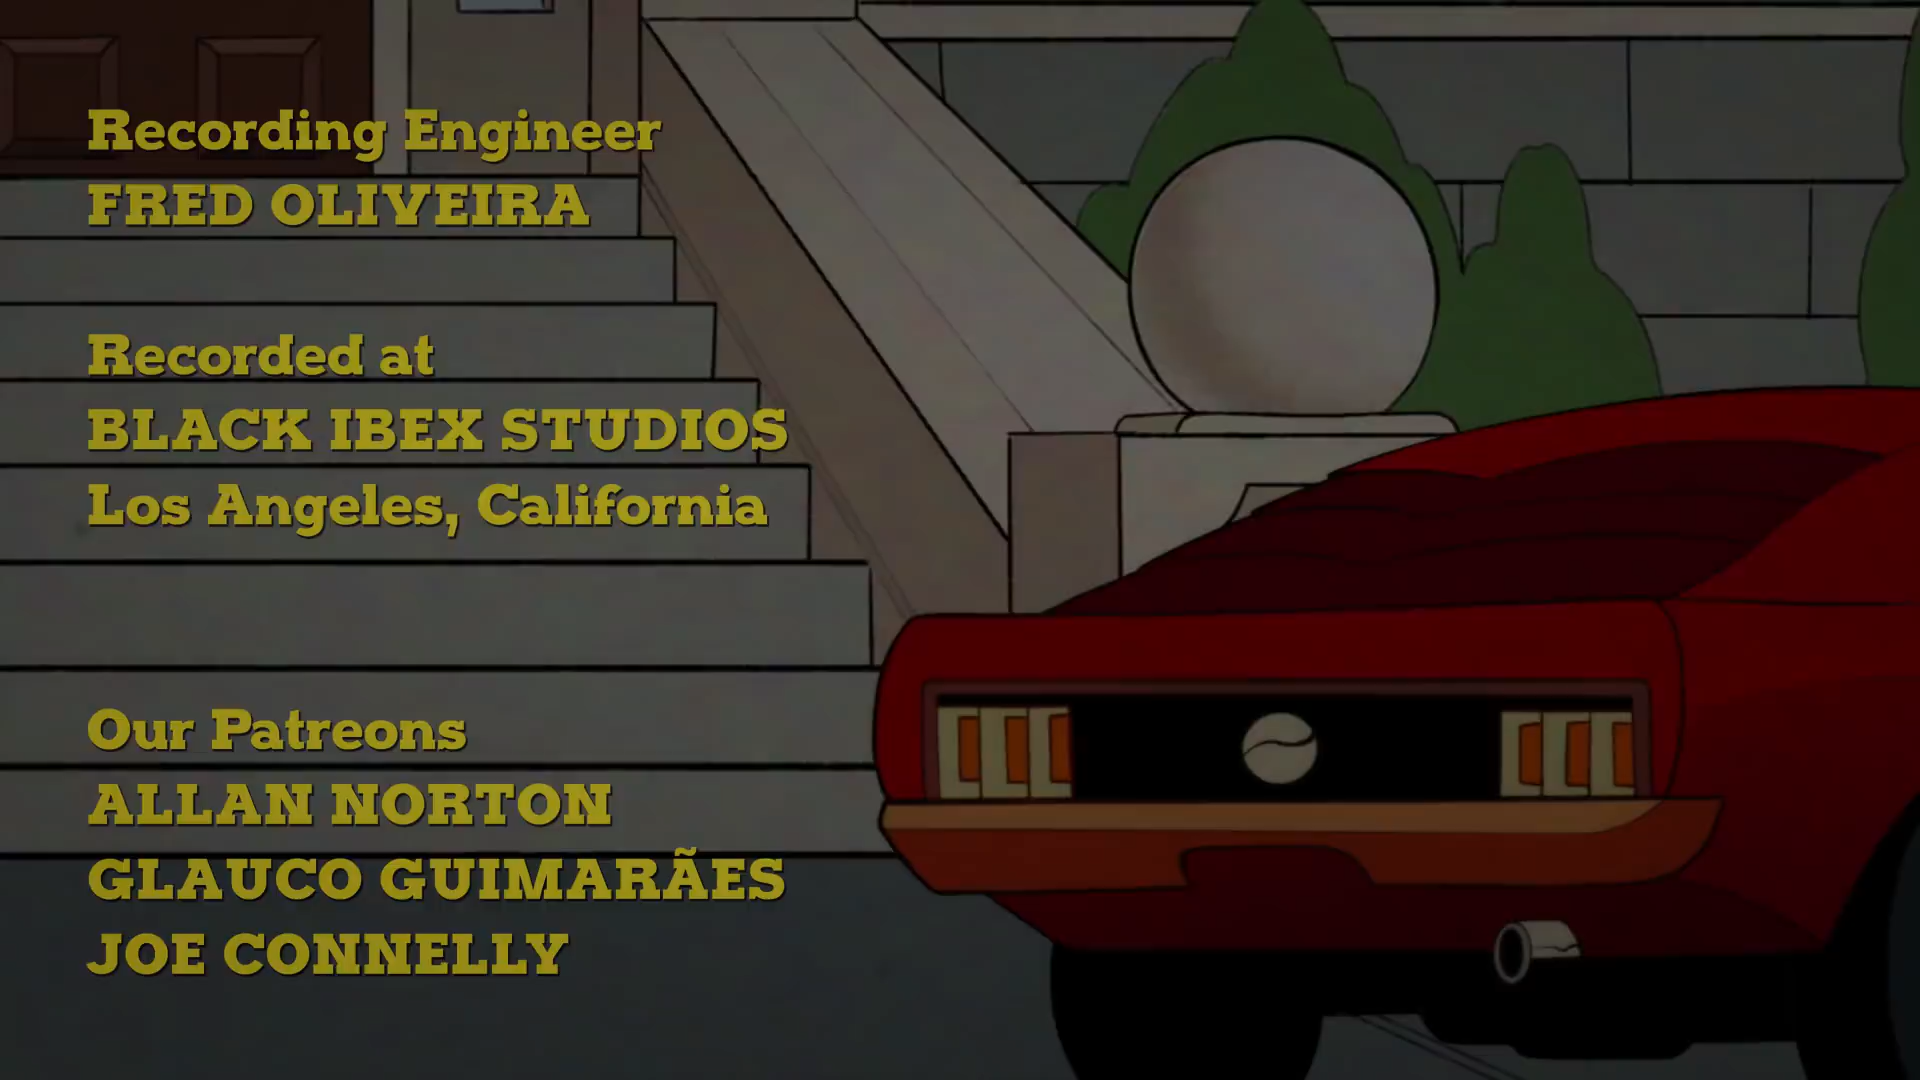 Recording Engineer
FRED OLIVEIRA
Recorded at
BLACK IBEX STUDIOS
Los Angeles, California
Our Patreons
ALLAN NORTON
GLAUCO GUIMARÃES
JOE CONNELLY